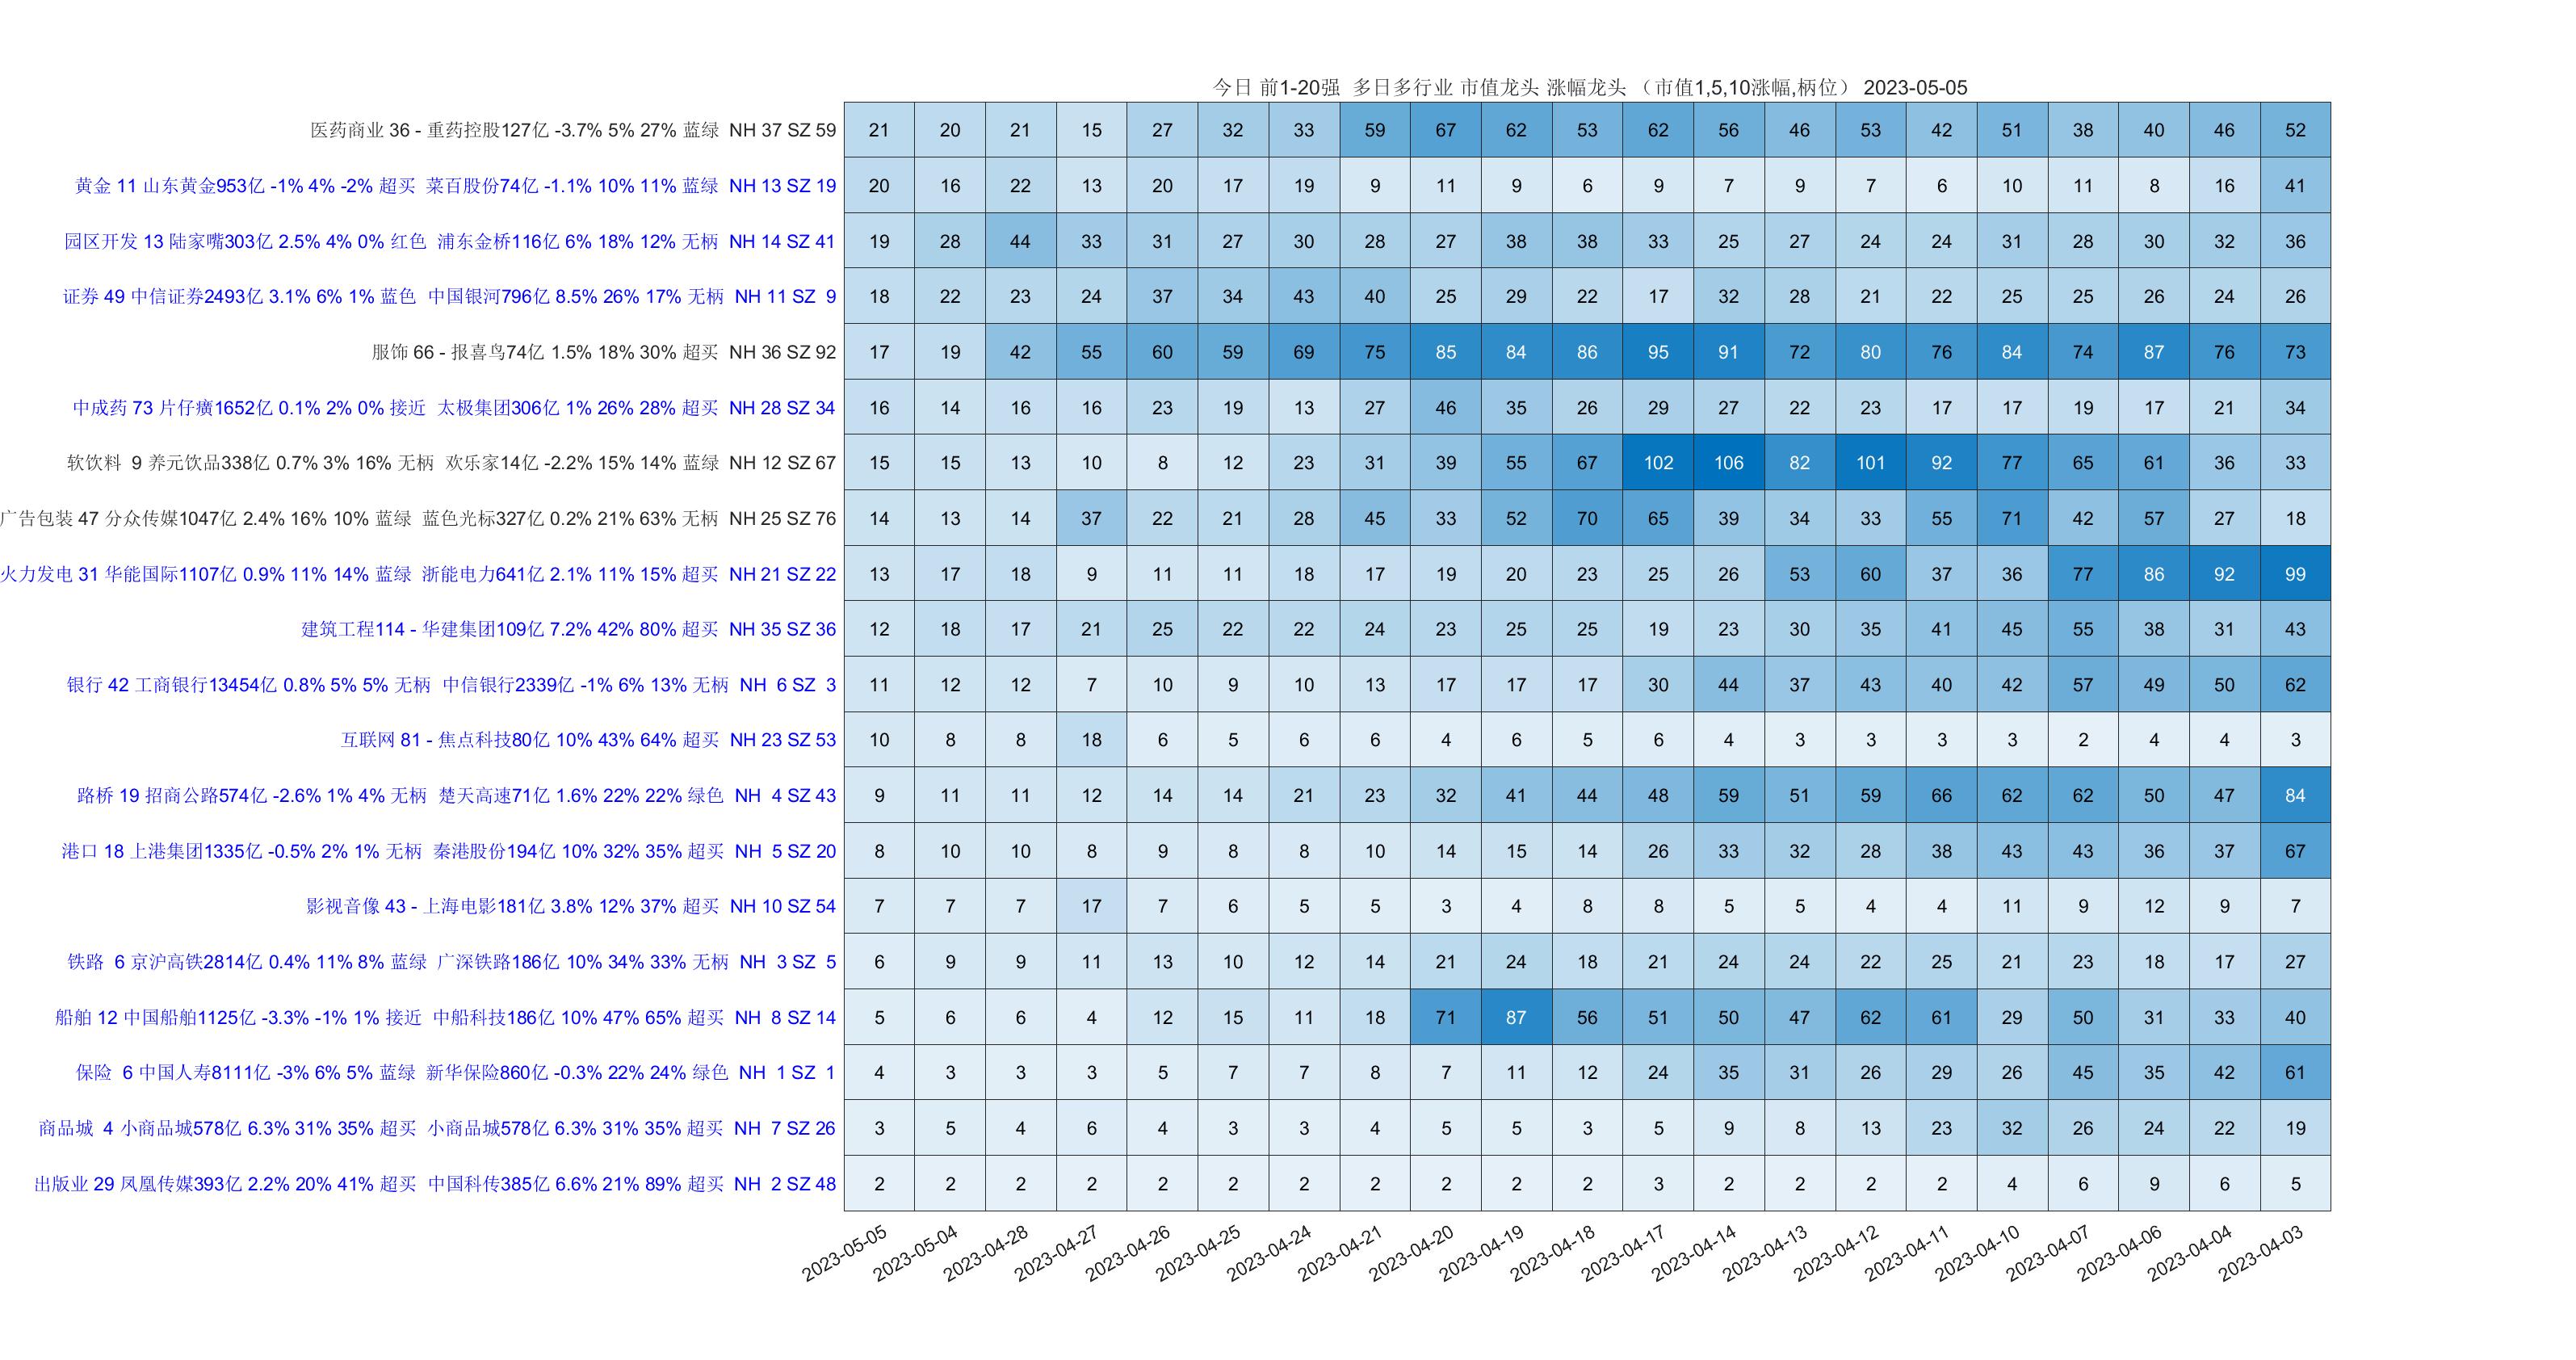 今日 前1-20强 多日多行业 市值龙头 涨幅龙头 （市值1,5,10涨幅,柄位） 2023-05-05
医药商业 36 - 重药控股127亿 -3.7% 5% 27% 蓝绿 NH 37 SZ 59 21 20 21 15 27 32 33 59 67 62 53 62 56 46 53 42 51 38 40 46 52
黄金 11 山东黄金953亿 -1% 4% -2% 超买 菜百股份74亿 -1.1% 10% 11% 蓝绿 NH 13 SZ 19 20 16 22 13 20 17 19 9 11 9 6 9 7 9 7 6 10 11 8 16 41
园区开发 13 陆家嘴303亿 2.5% 4% 0% 红色 浦东金桥116亿 6% 18% 12% 无柄 NH 14 SZ 41 19 28 44 33 31 27 30 28 27 38 38 33 25 27 24 24 31 28 30 32 36
证券 49 中信证券2493亿 3.1% 6% 1% 蓝色 中国银河796亿 8.5% 26% 17% 无柄 NH 11 SZ 9 18 22 23 24 37 34 43 40 25 29 22 17 32 28 21 22 25 25 26 24 26
服饰 66 - 报喜鸟74亿 1.5% 18% 30% 超买 NH 36 SZ 92 17 19 42 55 60 59 69 75 85 84 86 95 91 72 80 76 84 74 87 76 73
中成药 73 片仔癀1652亿 0.1% 2% 0% 接近 太极集团306亿 1% 26% 28% 超买 NH 28 SZ 34 16 14 16 16 23 19 13 27 46 35 26 29 27 22 23 17 17 19 17 21 34
软饮料 9 养元饮品338亿 0.7% 3% 16% 无柄 欢乐家14亿 -2.2% 15% 14% 蓝绿 NH 12 SZ 67 15 15 13 10 8 12 23 31 39 55 67 102 106 82 101 92 77 65 61 36 33
广告包装 47 分众传媒1047亿 2.4% 16% 10% 蓝绿 蓝色光标327亿 0.2% 21% 63% 无柄 NH 25 SZ 76 14 13 14 37 22 21 28 45 33 52 70 65 39 34 33 55 71 42 57 27 18
火力发电 31 华能国际1107亿 0.9% 11% 14% 蓝绿 浙能电力641亿 2.1% 11% 15% 超买 NH 21 SZ 22 13 17 18 9 11 11 18 17 19 20 23 25 26 53 60 37 36 77 86 92 99
建筑工程114 - 华建集团109亿 7.2% 42% 80% 超买 NH 35 SZ 36 12 18 17 21 25 22 22 24 23 25 25 19 23 30 35 41 45 55 38 31 43
银行 42 工商银行13454亿 0.8% 5% 5% 无柄 中信银行2339亿 -1% 6% 13% 无柄 NH 6 SZ 3 11 12 12 7 10 9 10 13 17 17 17 30 44 37 43 40 42 57 49 50 62
互联网 81 - 焦点科技80亿 10% 43% 64% 超买 NH 23 SZ 53 10 8 8 18 6 5 6 6 4 6 5 6 4 3 3 3 3 2 4 4 3
路桥 19 招商公路574亿 -2.6% 1% 4% 无柄 楚天高速71亿 1.6% 22% 22% 绿色 NH 4 SZ 43 9 11 11 12 14 14 21 23 32 41 44 48 59 51 59 66 62 62 50 47 84
港口 18 上港集团1335亿 -0.5% 2% 1% 无柄 秦港股份194亿 10% 32% 35% 超买 NH 5 SZ 20 8 10 10 8 9 8 8 10 14 15 14 26 33 32 28 38 43 43 36 37 67
影视音像 43 - 上海电影181亿 3.8% 12% 37% 超买 NH 10 SZ 54 7 7 7 17 7 6 5 5 3 4 8 8 5 5 4 4 11 9 12 9 7
铁路 6 京沪高铁2814亿 0.4% 11% 8% 蓝绿 广深铁路186亿 10% 34% 33% 无柄 NH 3 SZ 5 6 9 9 11 13 10 12 14 21 24 18 21 24 24 22 25 21 23 18 17 27
船舶 12 中国船舶1125亿 -3.3% -1% 1% 接近 中船科技186亿 10% 47% 65% 超买 NH 8 SZ 14 5 6 6 4 12 15 11 18 71 87 56 51 50 47 62 61 29 50 31 33 40
保险 6 中国人寿8111亿 -3% 6% 5% 蓝绿 新华保险860亿 -0.3% 22% 24% 绿色 NH 1 SZ 1 4 3 3 3 5 7 7 8 7 11 12 24 35 31 26 29 26 45 35 42 61
商品城 4 小商品城578亿 6.3% 31% 35% 超买 小商品城578亿 6.3% 31% 35% 超买 NH 7 SZ 26 3 5 4 6 4 3 3 4 5 5 3 5 9 8 13 23 32 26 24 22 19
出版业 29 凤凰传媒393亿 2.2% 20% 41% 超买 中国科传385亿 6.6% 21% 89% 超买 NH 2 SZ 48 2 2 2 2 2 2 2 2 2 2 2 3 2 2 2 2 4 6 9 6 5
2023-05-05 2023-05-04 2023-04-28 2023-04-27 2023-04-26 2023-04-25 2023-04-24 2023-04-21 2023-04-20 2023-04-19 2023-04-18 2023-04-17 2023-04-14 2023-04-13 2023-04-12 2023-04-11 2023-04-10 2023-04-07 2023-04-06 2023-04-04 2023-04-03